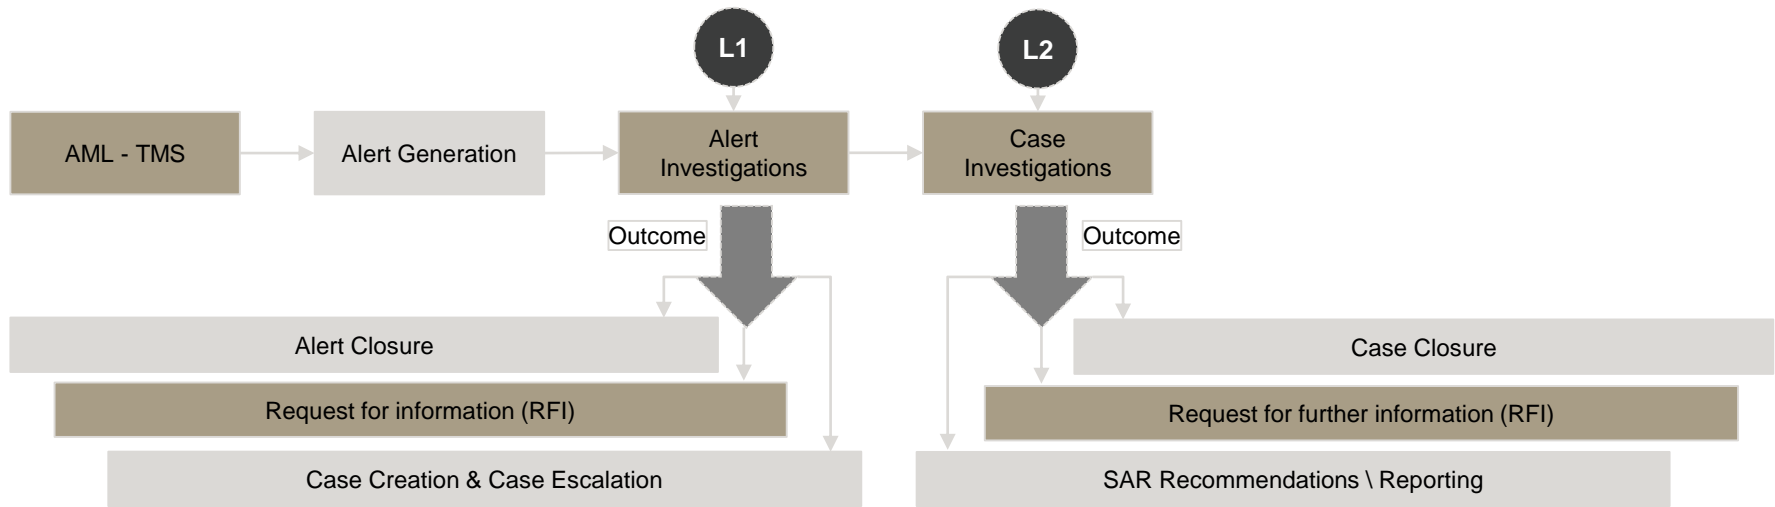 L1
L2
AML - TMS
Alert Generation
Alert
Investigations
Case
Investigations
Outcome
Outcome
Alert Closure
Case Closure
Request for information (RFI)
Request for further information (RFI)
Case Creation & Case Escalation
SAR Recommendations \ Reporting